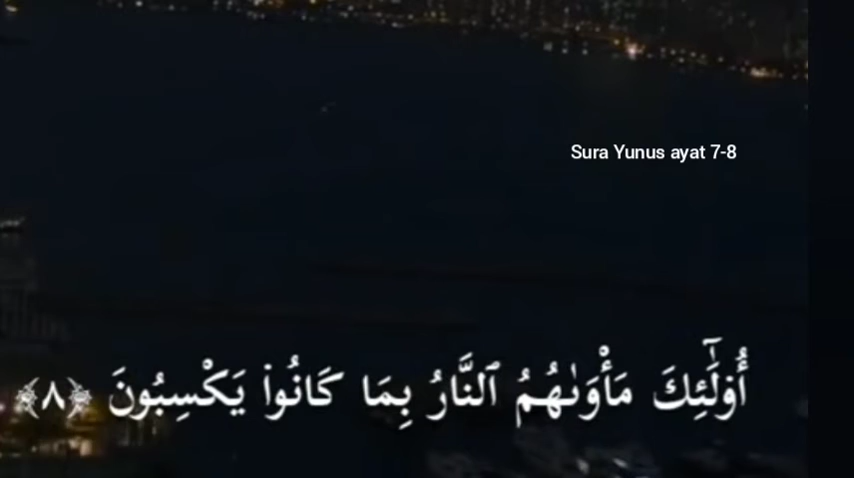 Sura Yunus ayat 7-8
أُو۟لَٰٓئِكَ مَأْوَىٰهُمُ ٱلنَّارُ بِمَا كَانُوا۟ يَكْسِبُونَ ﴿٨﴾